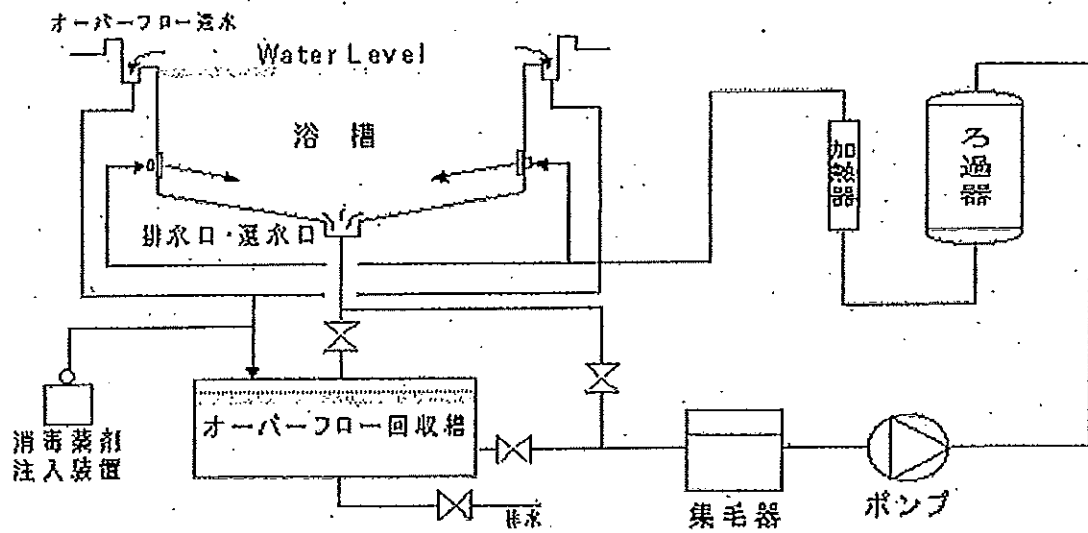 オーバーフロー還水
Water Level
浴槽
加熱器
ろ過器
排水口・還水口
オーバーフロー回収槽
消毒薬剤
注入装置
排水
集毛器
ポンプ